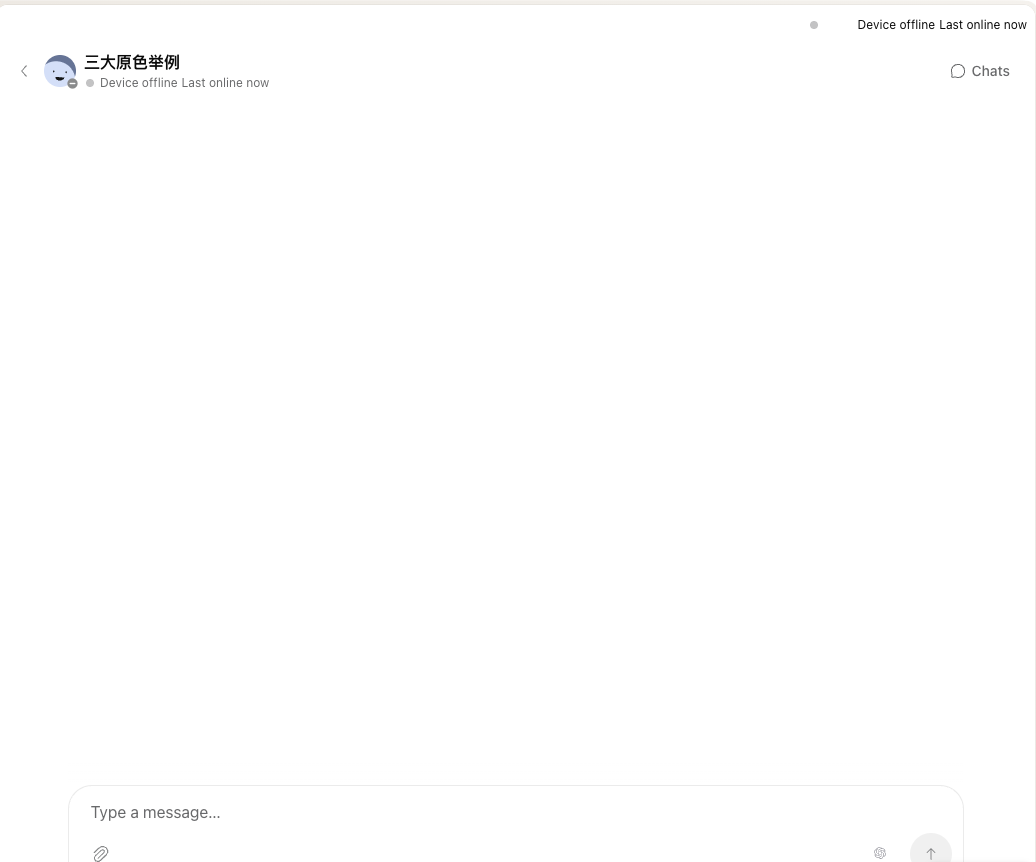 Device offline Last online now
三大原色举例
Device offline Last online now
Chats
Type a message...